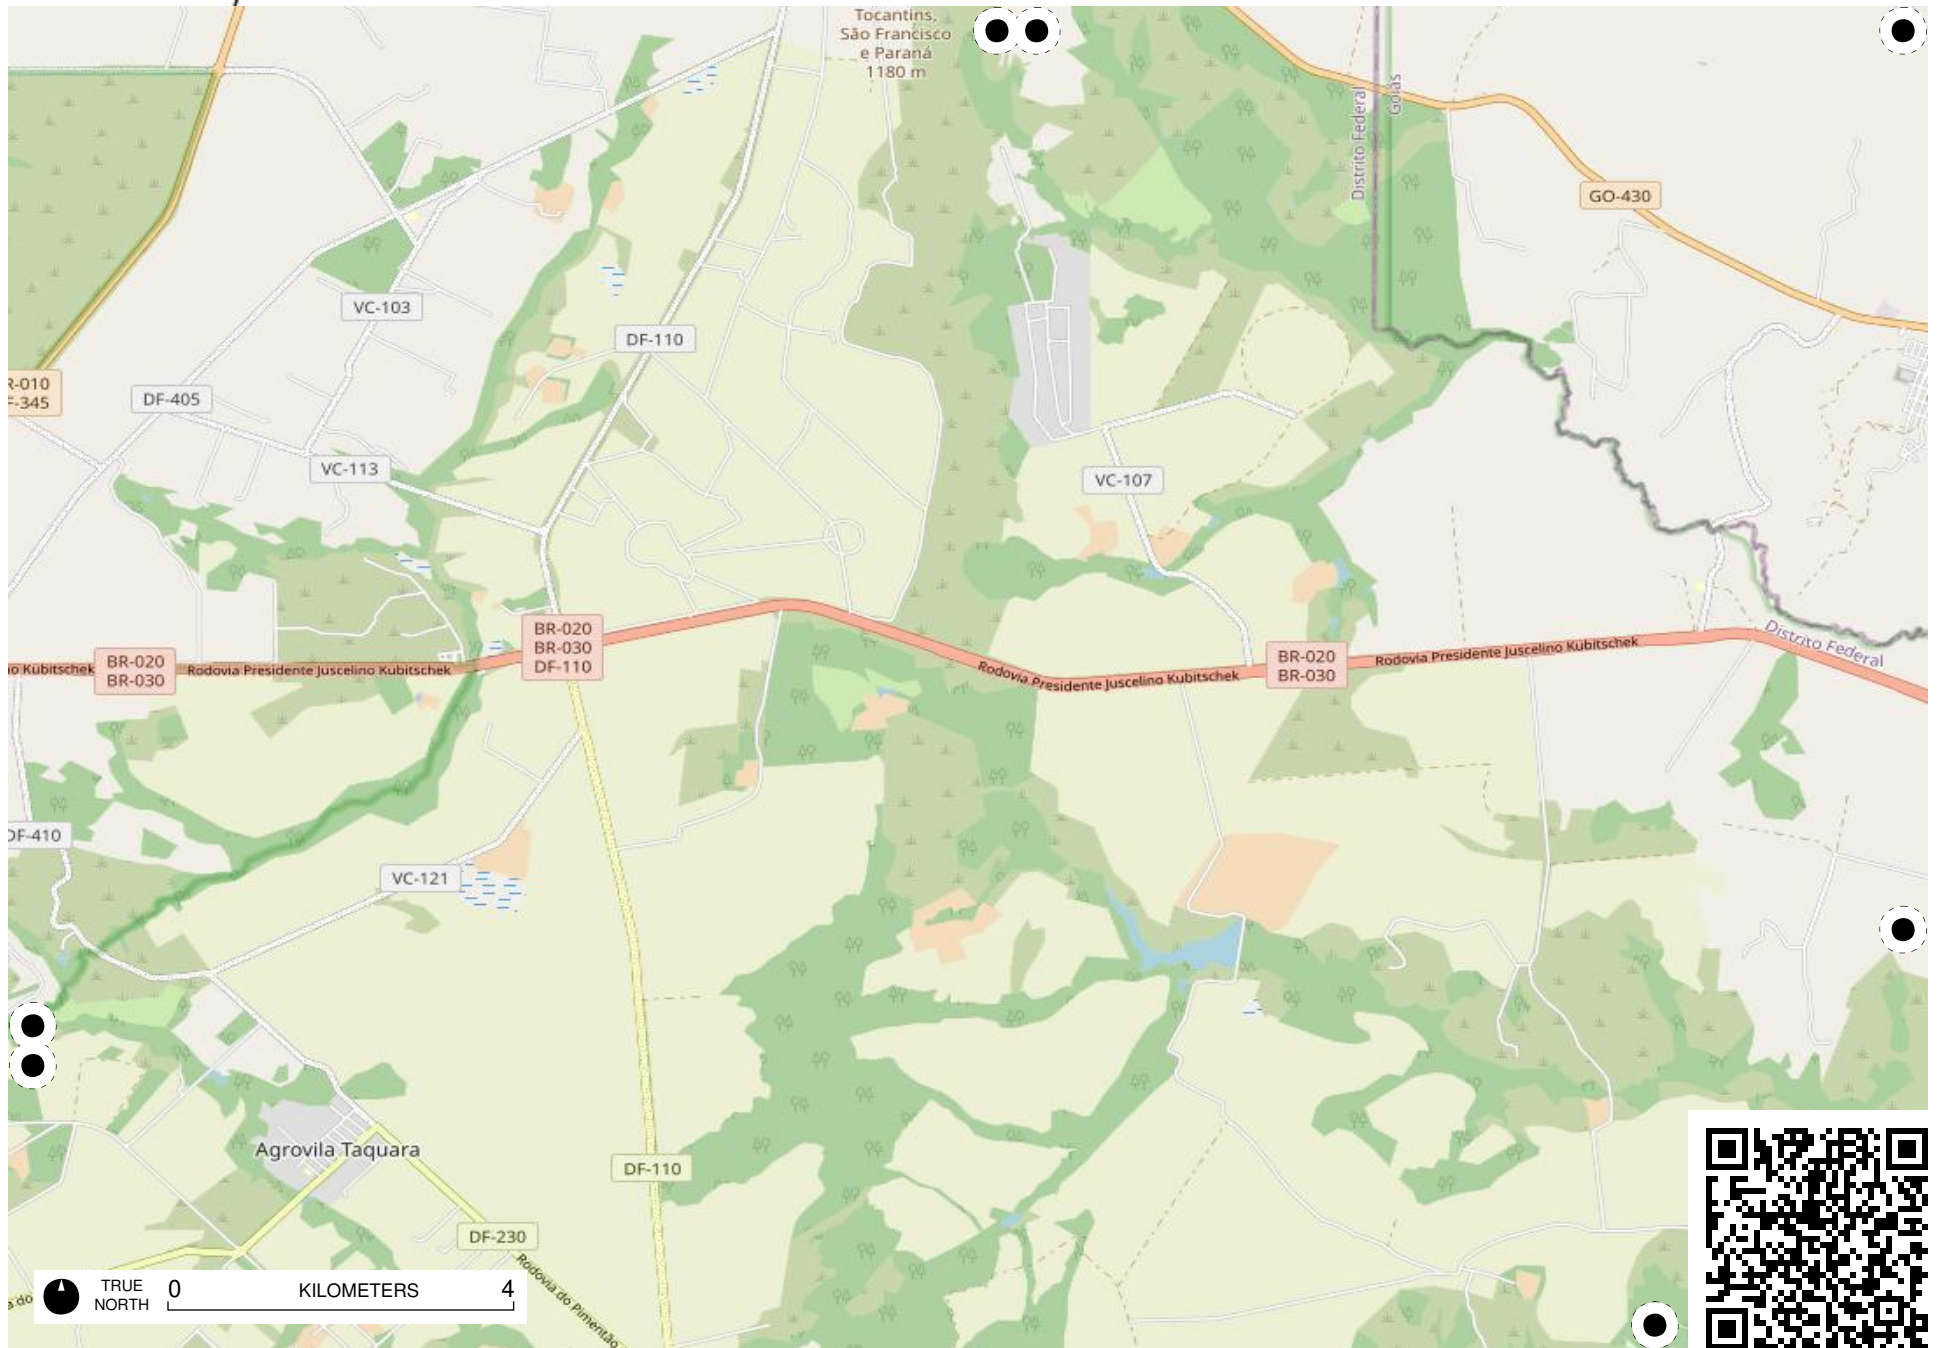 Tocantins,
São Francisco
e Paraná
1180 m
Distrito Federal
Goiás
GO-430
VC-103
DF-110
R-010
F-345
DF-405
VC-113
VC-107
BR-020
BR-030
DF-110
no Kubitschek
BR-020
BR-030
Rodovia Presidente Juscelino Kubitschek
Rodovia Presidente Juscelino Kubitschek
BR-020
BR-030
Rodovia Presidente Juscelino Kubitschek
Distrito Federal
DF-410
VC-121
Agrovila Taquara
DF-110
DF-230
Rodovia do Pimentão
a do
TRUE
NORTH
0 KILOMETERS 4